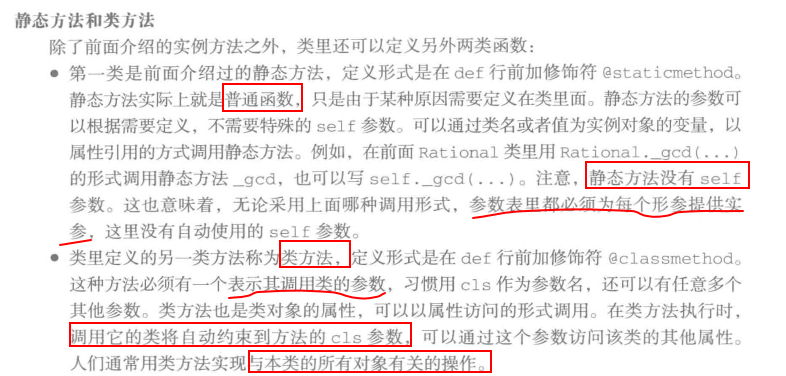 静态方法和类方法
除了前面介绍的实例方法之外，类里还可以定义另外两类函数：
● 第一类是前面介绍过的静态方法，定义形式是在 def 行前加修饰符 @staticmethod。
静态方法实际上就是普通函数，只是由于某种原因需要定义在类里面。静态方法的参数可
以根据需要定义，不需要特殊的 self 参数。可以通过类名或者值为实例对象的变量，以
属性引用的方式调用静态方法。例如，在前面 Rational 类里用 Rational._gcd(...)
的形式调用静态方法 _gcd，也可以写 self._gcd(...)。注意，静态方法没有 self
参数。这也意味着，无论采用上面哪种调用形式，参数表里都必须为每个形参提供实
参，这里没有自动使用的 self 参数。
● 类里定义的另一类方法称为类方法，定义形式是在 def 行前加修饰符 @classmethod。
这种方法必须有一个表示其调用类的参数，习惯用 cls 作为参数名，还可以有任意多个
其他参数。类方法也是类对象的属性，可以以属性访问的形式调用。在类方法执行时，
调用它的类将自动约束到方法的 cls 参数，可以通过这个参数访问该类的其他属性。
人们通常用类方法实现与本类的所有对象有关的操作。